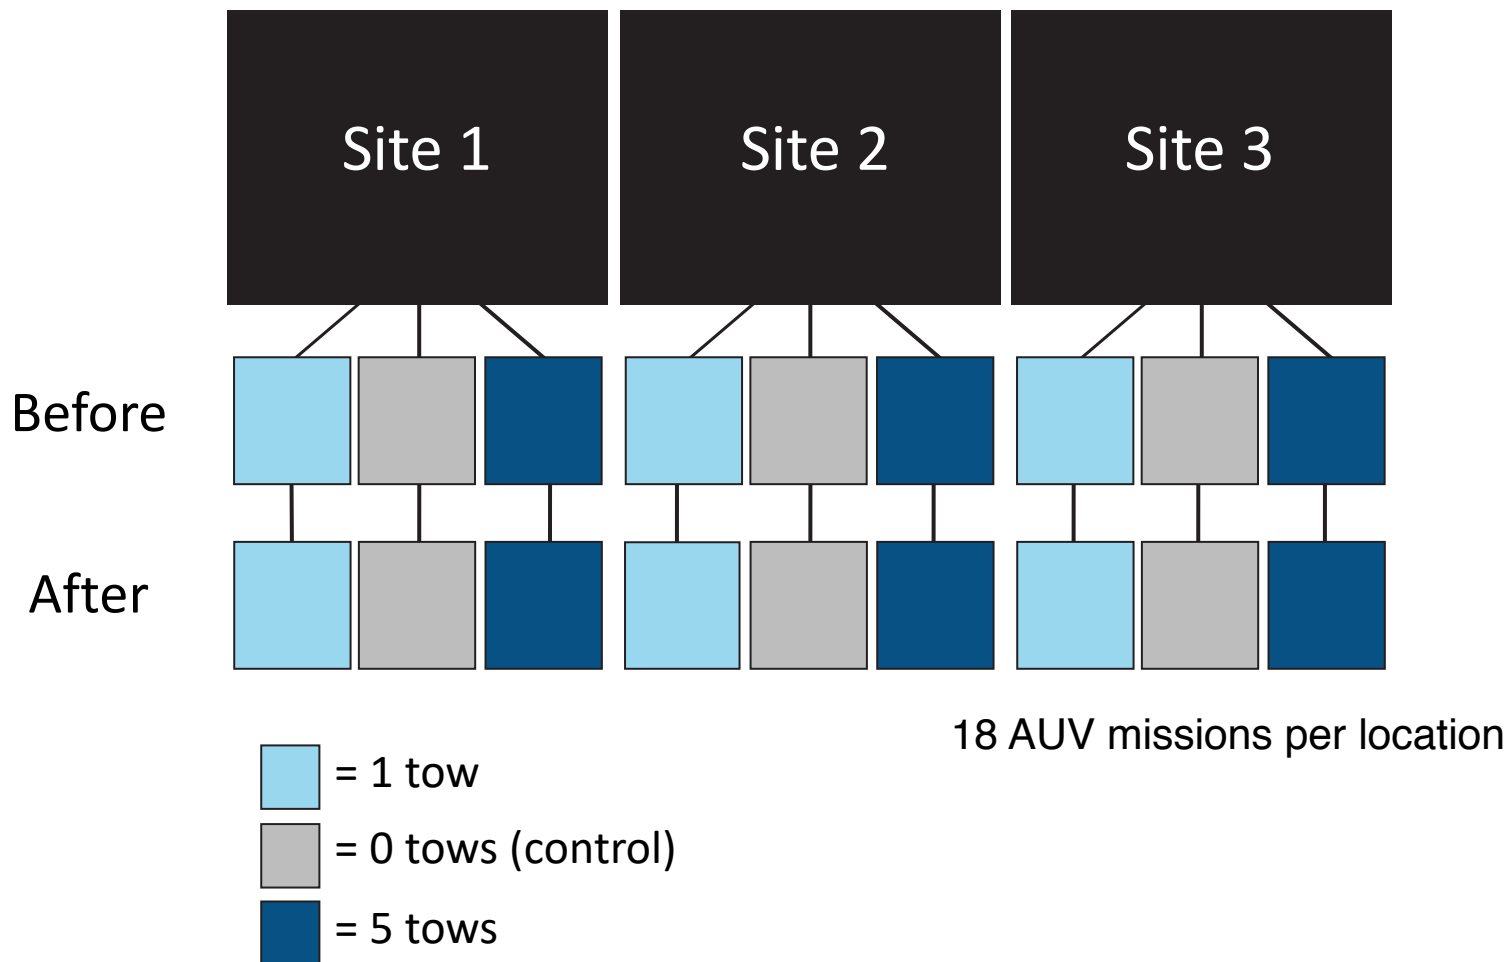 Site 1
Site 2
Site 3
Before
After
18 AUV missions per location
= 1 tow
= 0 tows (control)
= 5 tows